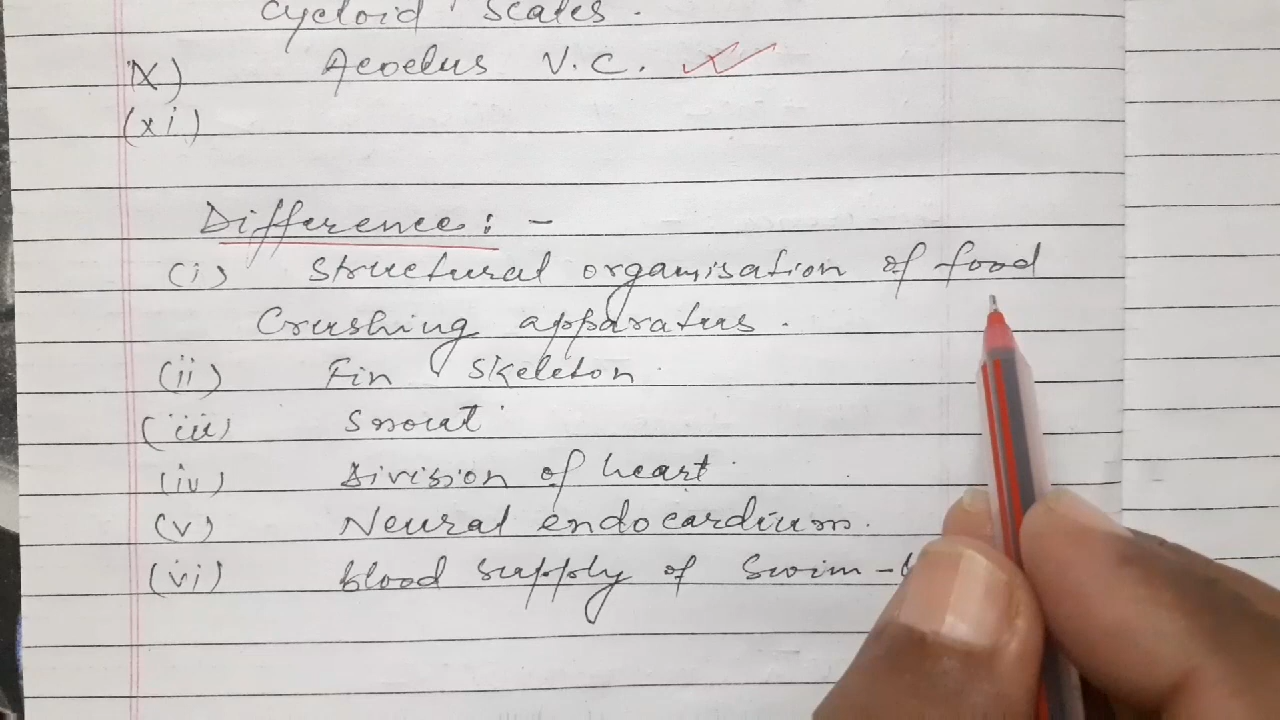 cycloid scales.
X) Acoelus V.C.
(xi)
Difference: -
(i) Structural organisation of food
Crushing apparatus.
(ii) Fin Skeleton.
(iii) Snout
(iv) Division of heart.
(v) Neural endocardium.
(vi) blood supply of Swim-